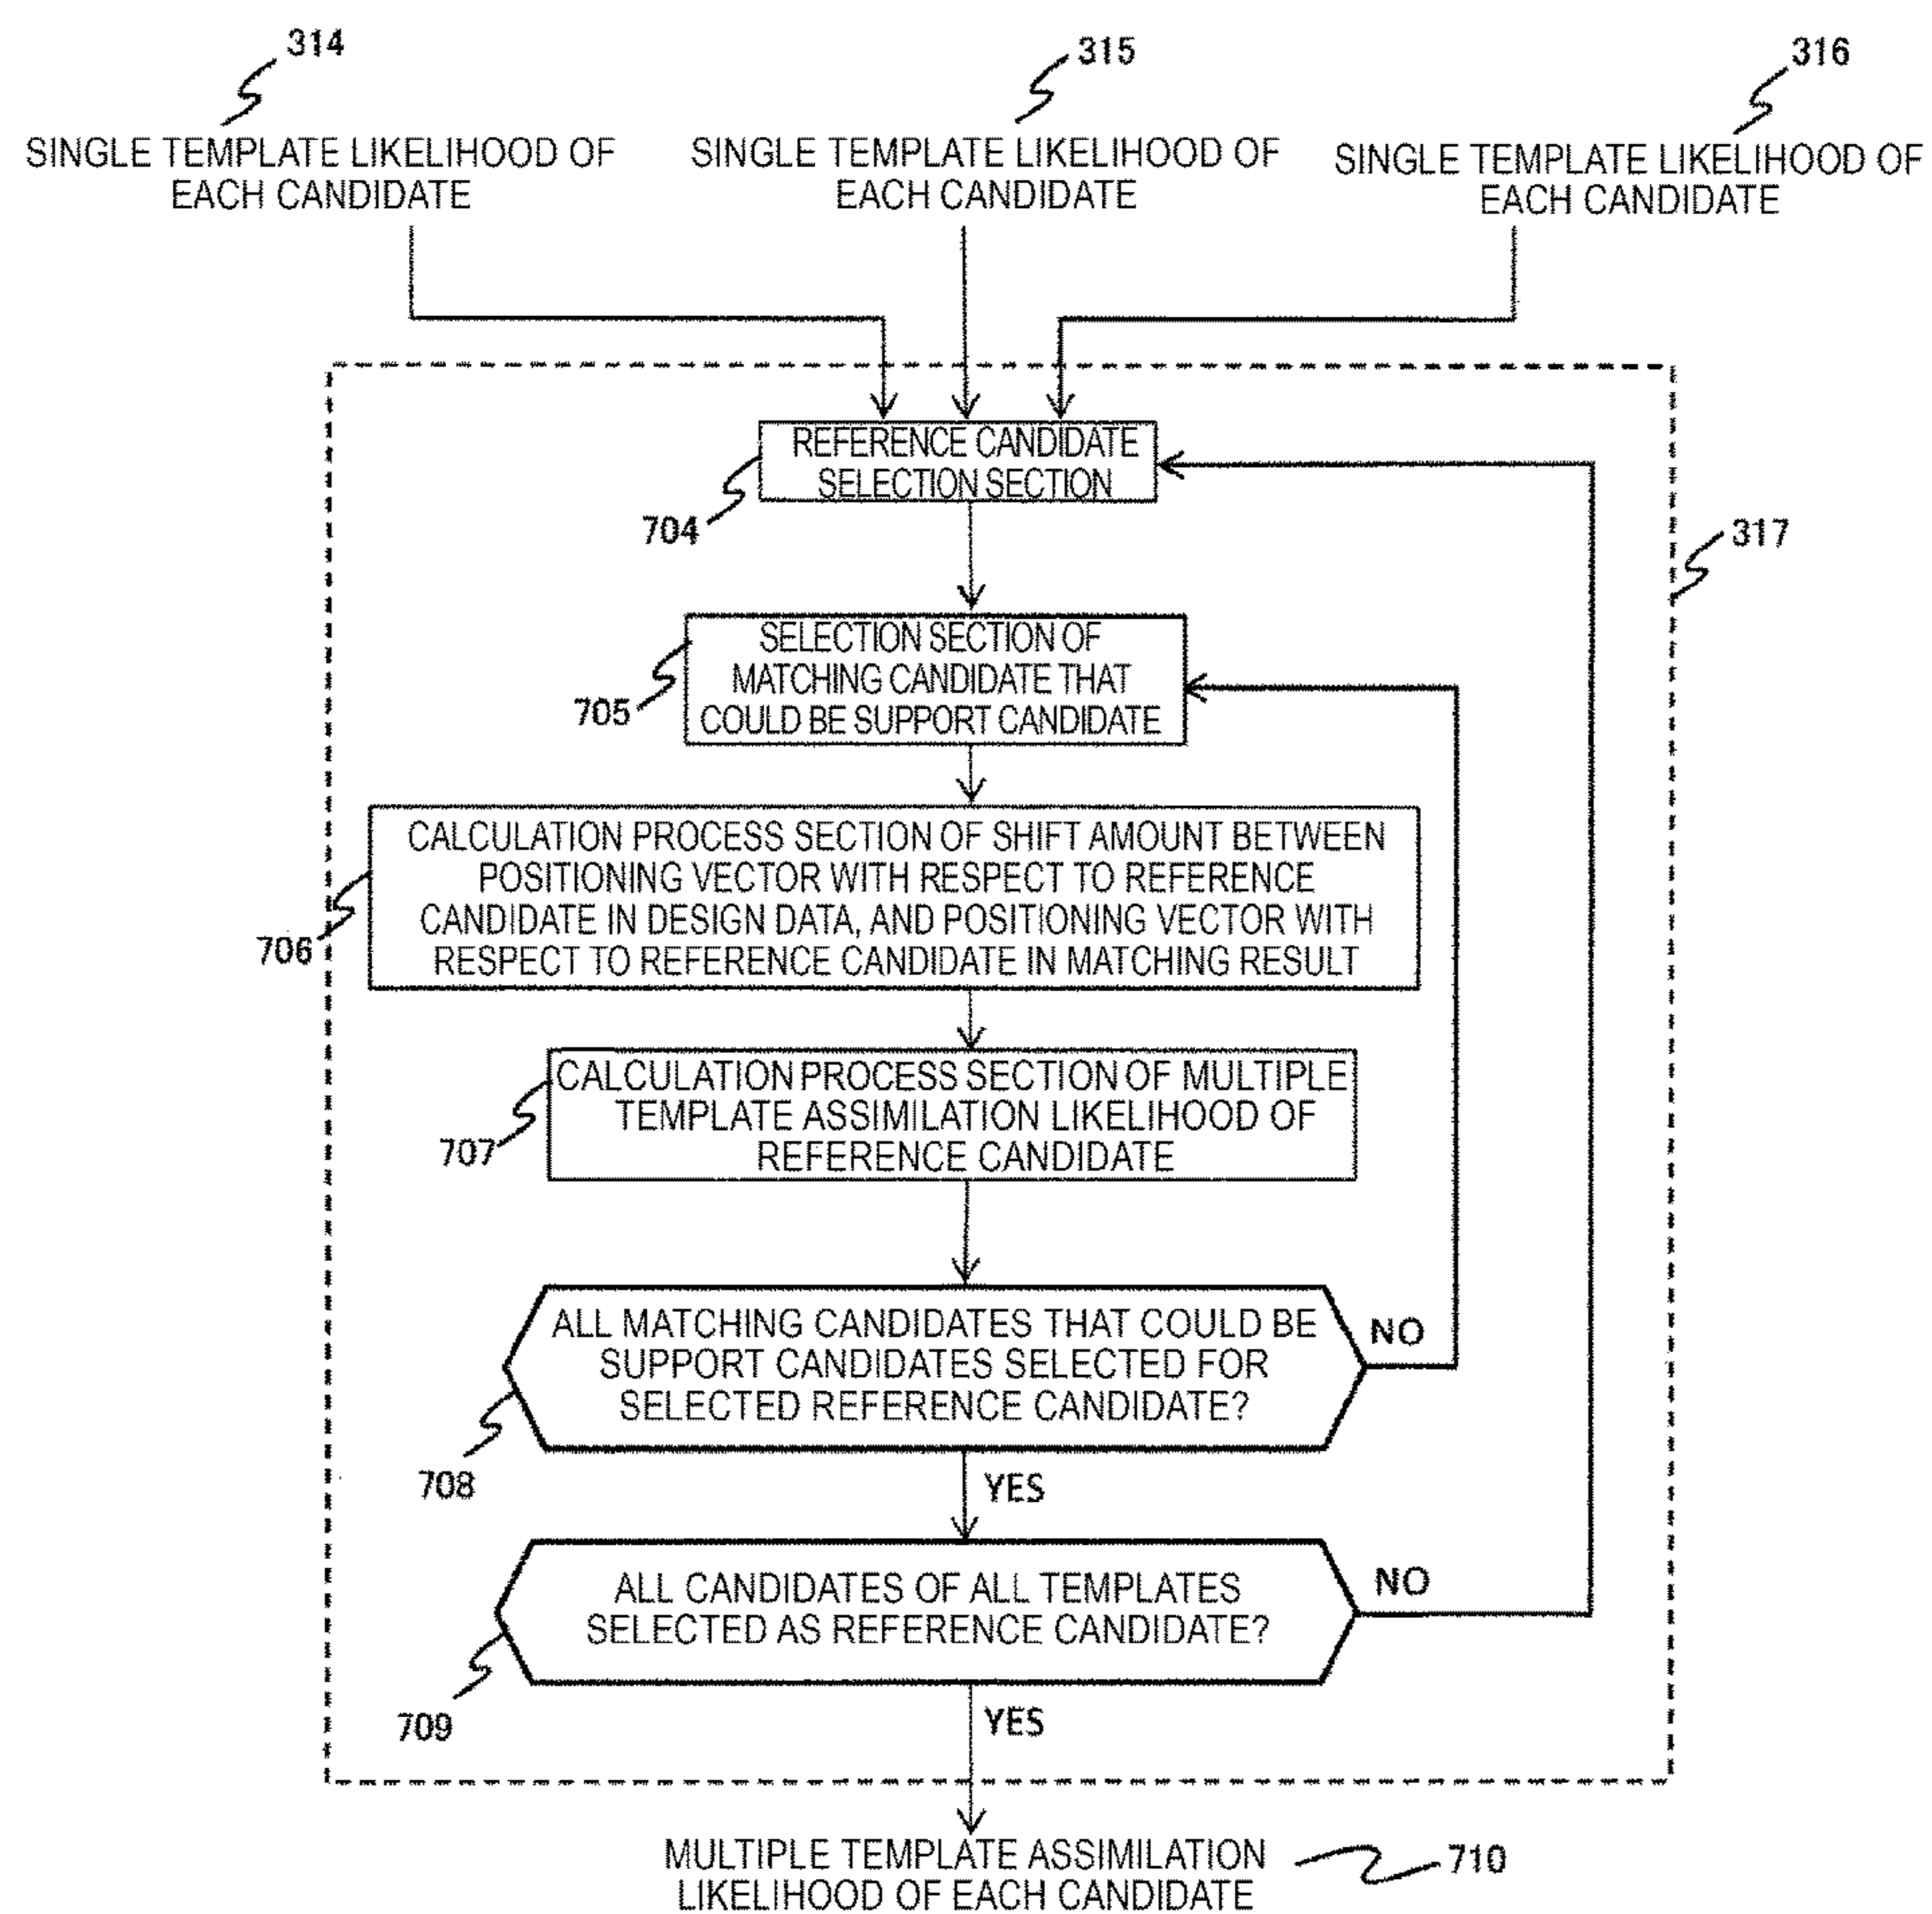 314
315
316
SINGLE TEMPLATE LIKELIHOOD OF
EACH CANDIDATE
SINGLE TEMPLATE LIKELIHOOD OF
EACH CANDIDATE
SINGLE TEMPLATE LIKELIHOOD OF
EACH CANDIDATE
REFERENCE CANDIDATE
SELECTION SECTION
704
317
SELECTION SECTION OF
MATCHING CANDIDATE THAT
COULD BE SUPPORT CANDIDATE
705
CALCULATION PROCESS SECTION OF SHIFT AMOUNT BETWEEN
POSITIONING VECTOR WITH RESPECT TO REFERENCE
CANDIDATE IN DESIGN DATA, AND POSITIONING VECTOR WITH
RESPECT TO REFERENCE CANDIDATE IN MATCHING RESULT
706
CALCULATION PROCESS SECTION OF MULTIPLE
TEMPLATE ASSIMILATION LIKELIHOOD OF
REFERENCE CANDIDATE
707
ALL MATCHING CANDIDATES THAT COULD BE
SUPPORT CANDIDATES SELECTED FOR
SELECTED REFERENCE CANDIDATE?
NO
708
YES
ALL CANDIDATES OF ALL TEMPLATES
SELECTED AS REFERENCE CANDIDATE?
NO
709
YES
MULTIPLE TEMPLATE ASSIMILATION
LIKELIHOOD OF EACH CANDIDATE
710